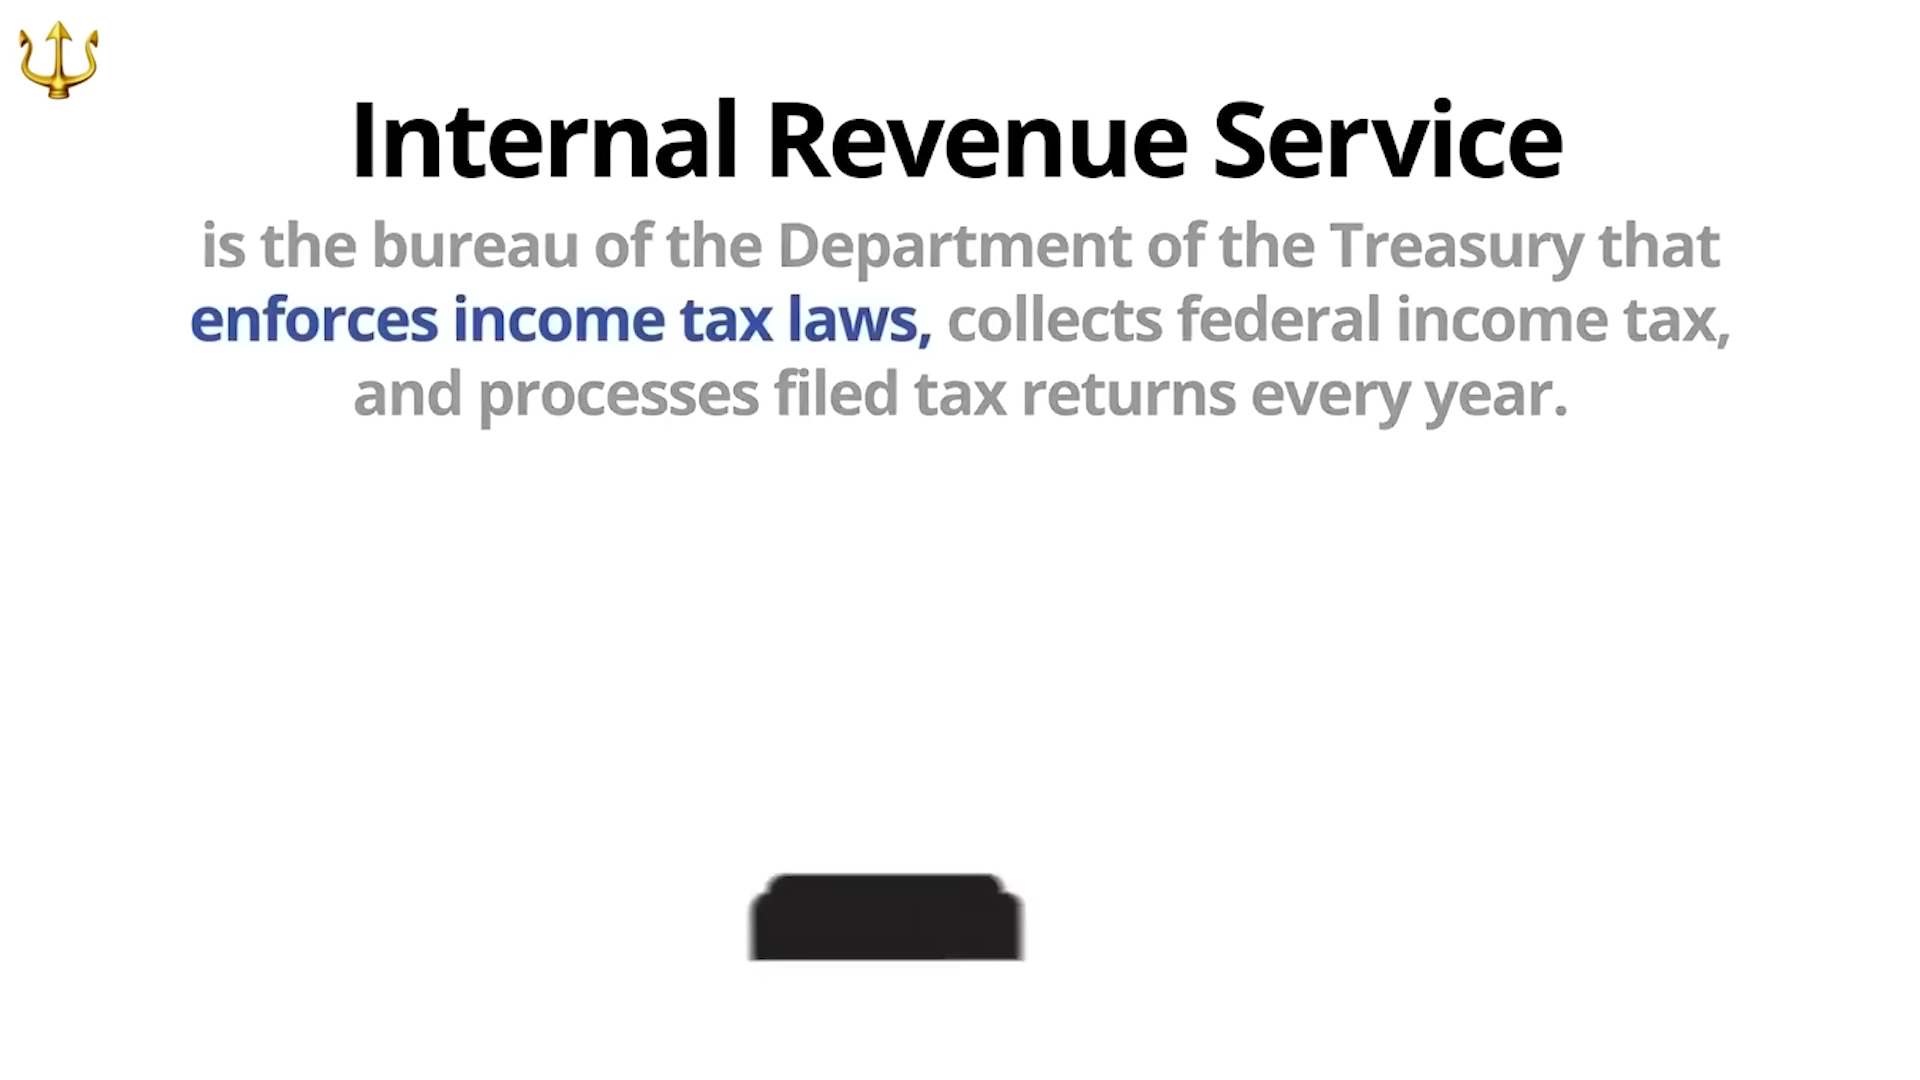 Internal Revenue Service
is the bureau of the Department of the Treasury that
enforces income tax laws, collects federal income tax,
and processes filed tax returns every year.